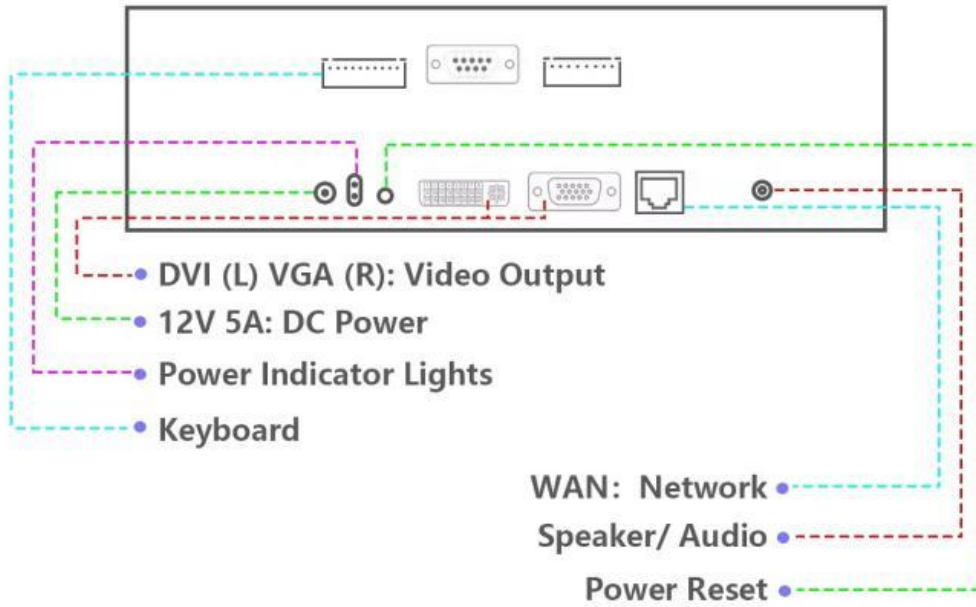 DVI (L) VGA (R): Video Output
12V 5A: DC Power
Power Indicator Lights
Keyboard
WAN: Network
Speaker/ Audio
Power Reset